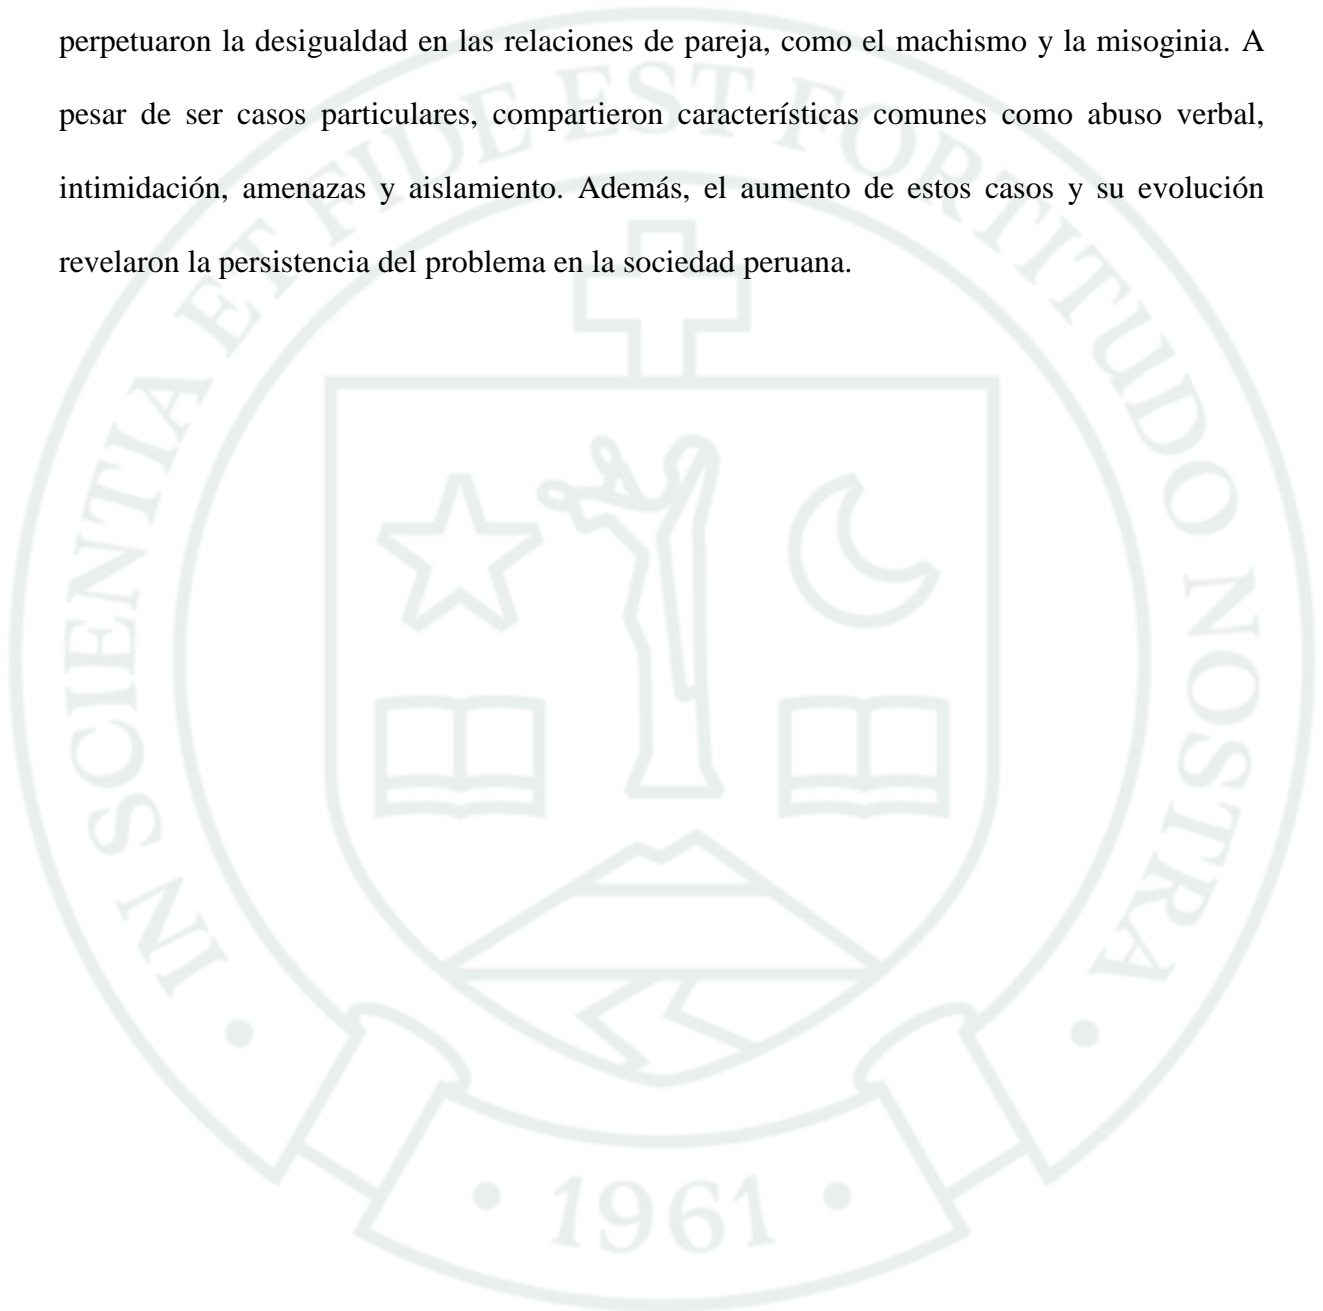 perpetuaron la desigualdad en las relaciones de pareja, como el machismo y la misoginia. A
pesar de ser casos particulares, compartieron características comunes como abuso verbal,
intimidación, amenazas y aislamiento. Además, el aumento de estos casos y su evolución
revelaron la persistencia del problema en la sociedad peruana.
IN SCIENTIA ET FIDE EST FORTITUDO NOSTRA
• 1961 •